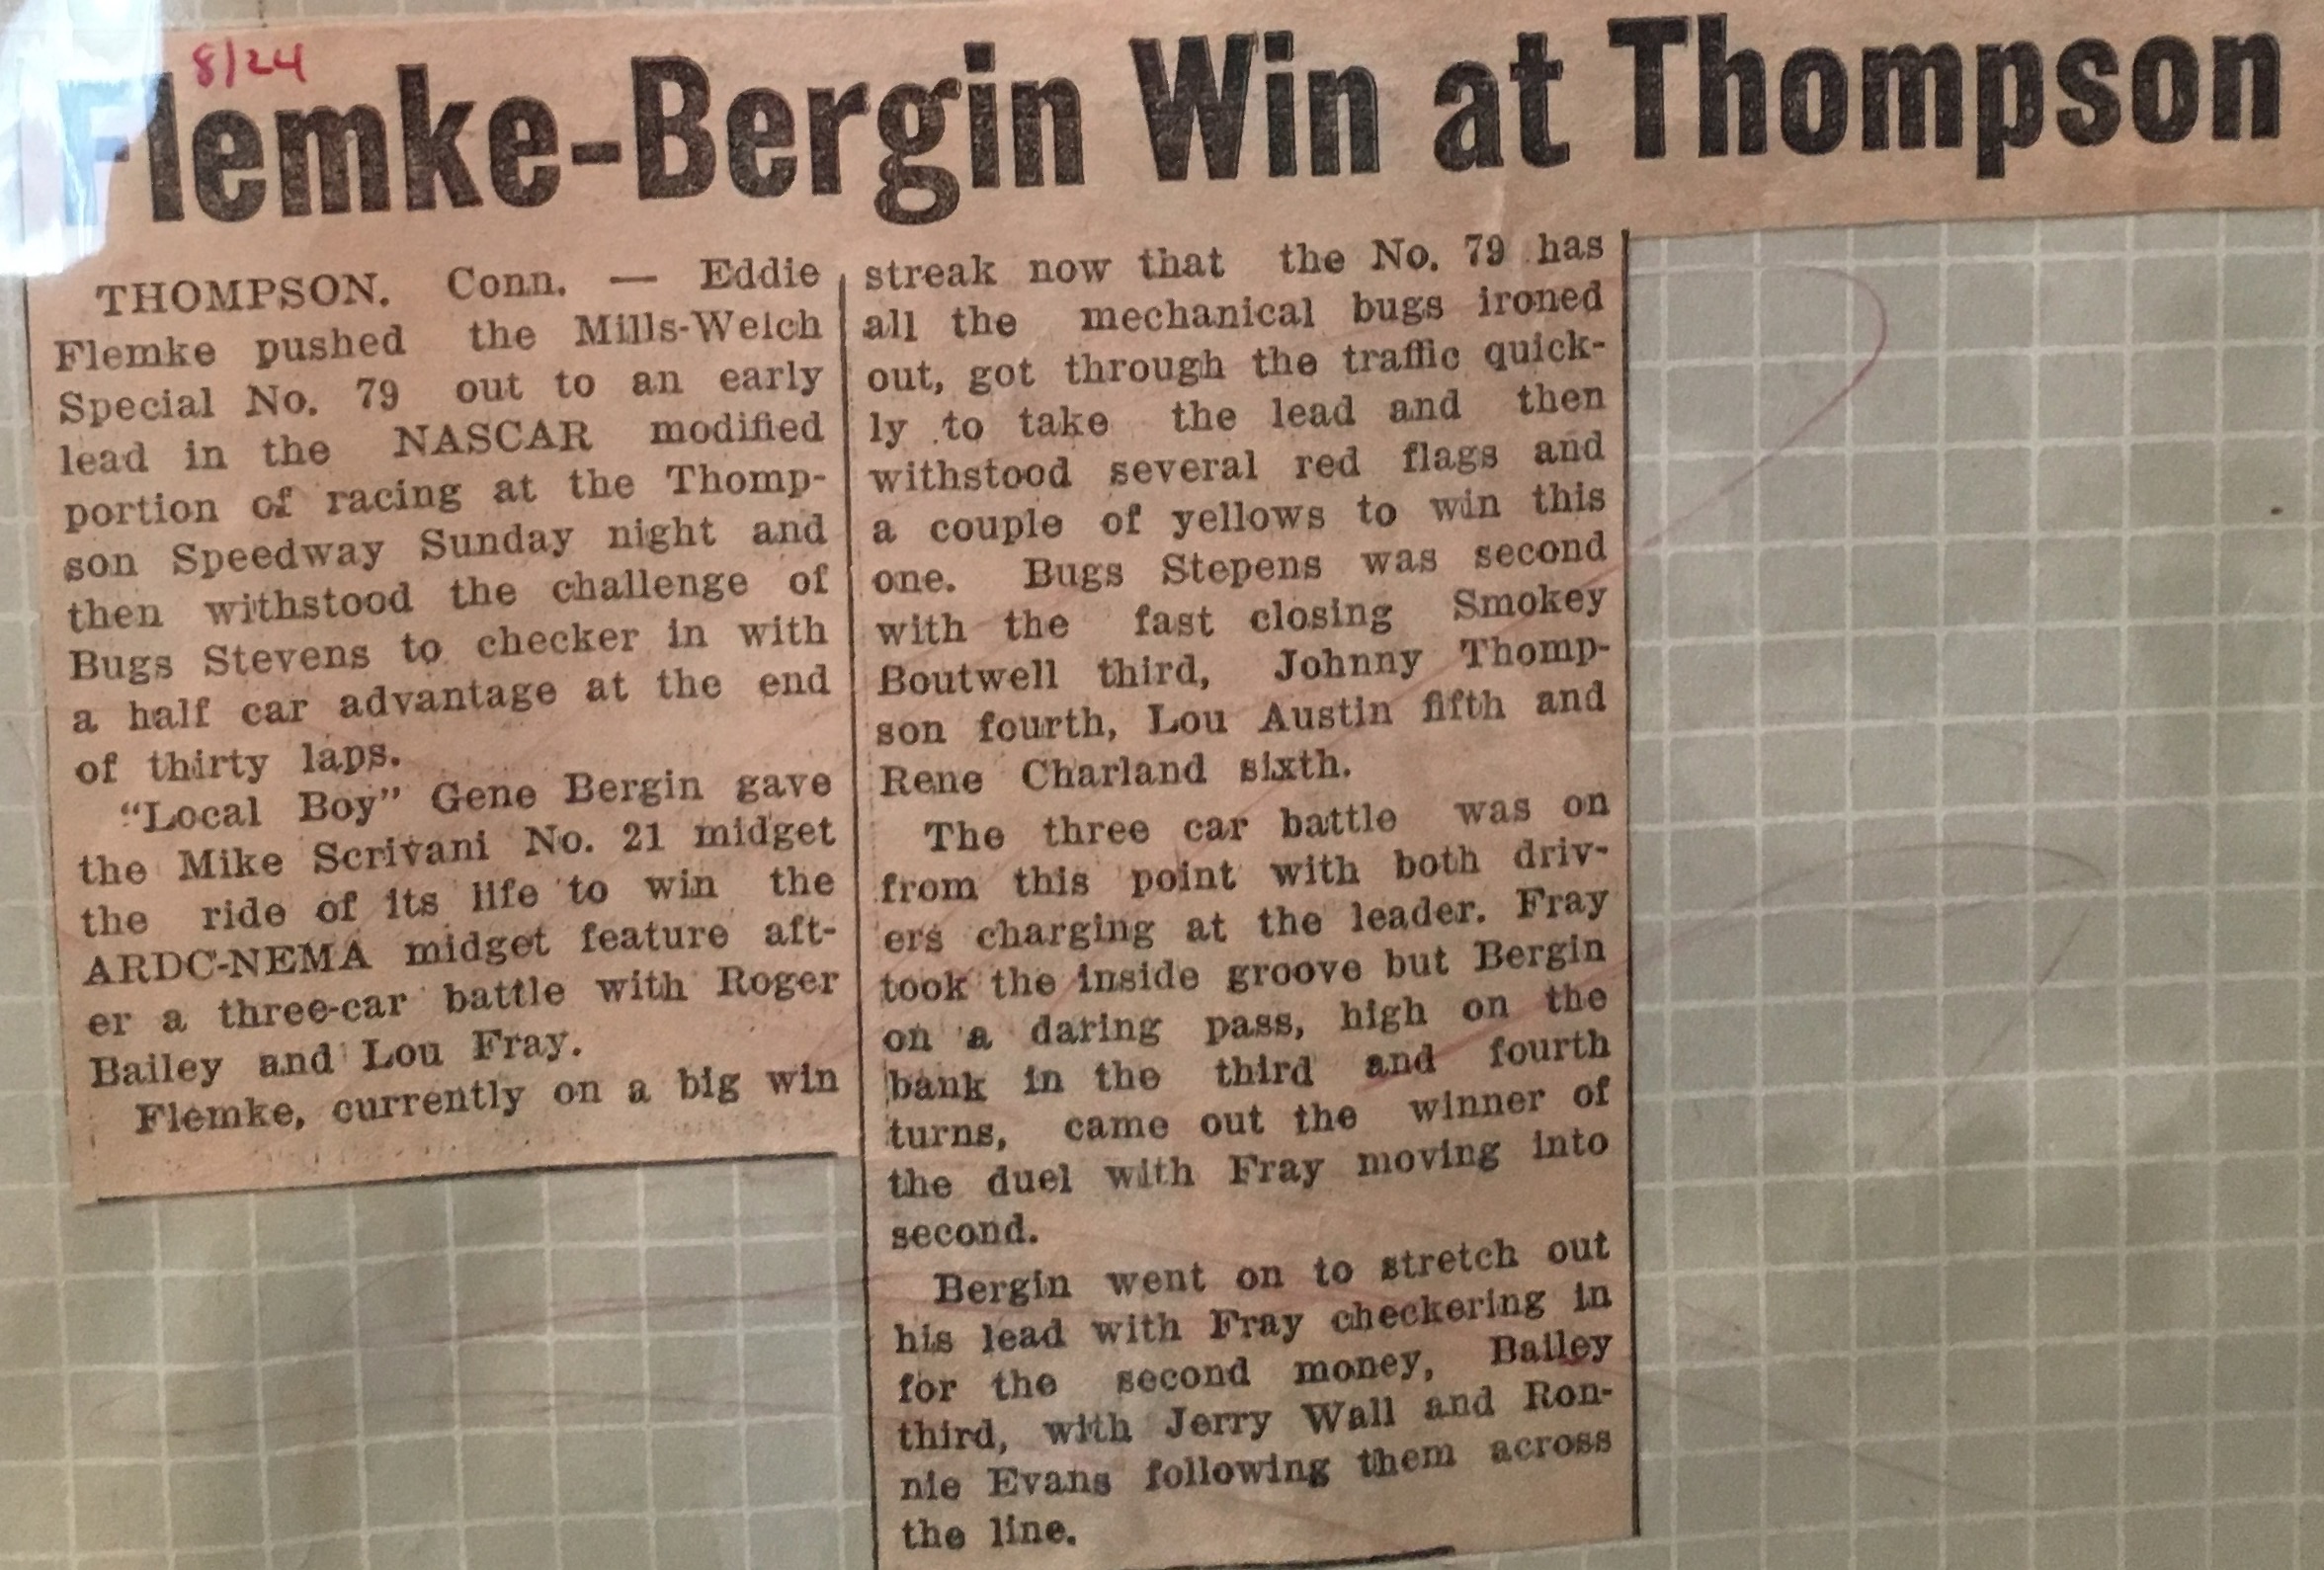 8/24
Flemke-Bergin Win at Thompson
THOMPSON. Conn. — Eddie
Flemke pushed the Mills-Welch
Special No. 79 out to an early
lead in the NASCAR modified
portion of racing at the Thomp-
son Speedway Sunday night and
then withstood the challenge of
Bugs Stevens to checker in with
a half car advantage at the end
of thirty laps.
"Local Boy" Gene Bergin gave
the Mike Scrivani No. 21 midget
the ride of its life to win the
ARDC-NEMA midget feature aft-
er a three-car battle with Roger
Bailey and Lou Fray.
Flemke, currently on a big win
streak now that the No. 79 has
all the mechanical bugs ironed
out, got through the traffic quick-
ly to take the lead and then
withstood several red flags and
a couple of yellows to win this
one. Bugs Stepens was second
with the fast closing Smokey
Boutwell third, Johnny Thomp-
son fourth, Lou Austin fifth and
Rene Charland sixth.
The three car battle was on
from this point with both driv-
ers charging at the leader. Fray
took the inside groove but Bergin
on a daring pass, high on the
bank in the third and fourth
turns, came out the winner of
the duel with Fray moving into
second.
Bergin went on to stretch out
his lead with Fray checkering in
for the second money, Bailey
third, with Jerry Wall and Ron-
nie Evans following them across
the line.